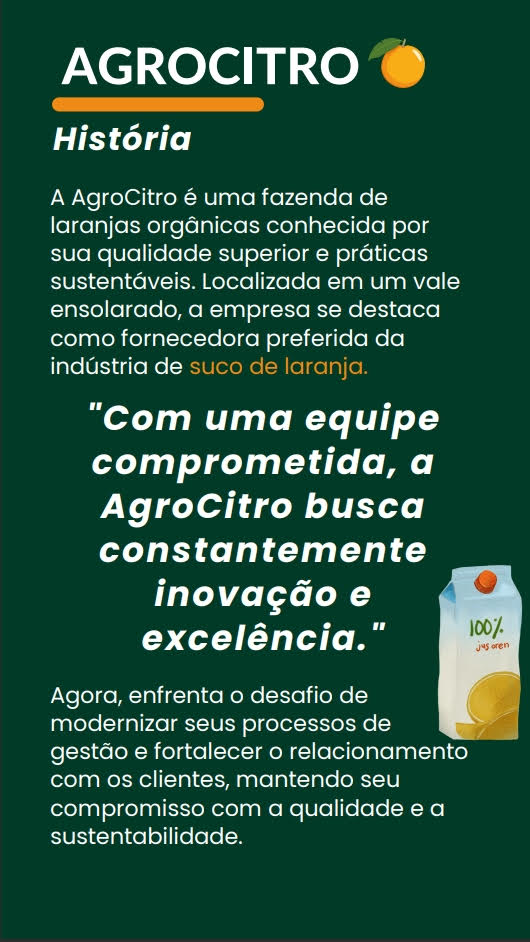 AGROCITRO
História
A AgroCitro é uma fazenda de
laranjas orgânicas conhecida por
sua qualidade superior e práticas
sustentáveis. Localizada em um vale
ensolarado, a empresa se destaca
como fornecedora preferida da
indústria de suco de laranja.
"Com uma equipe
comprometida, a
AgroCitro busca
constantemente
inovação e
excelência."
100%
jus oren
Agora, enfrenta o desafio de
modernizar seus processos de
gestão e fortalecer o relacionamento
com os clientes, mantendo seu
compromisso com a qualidade e a
sustentabilidade.